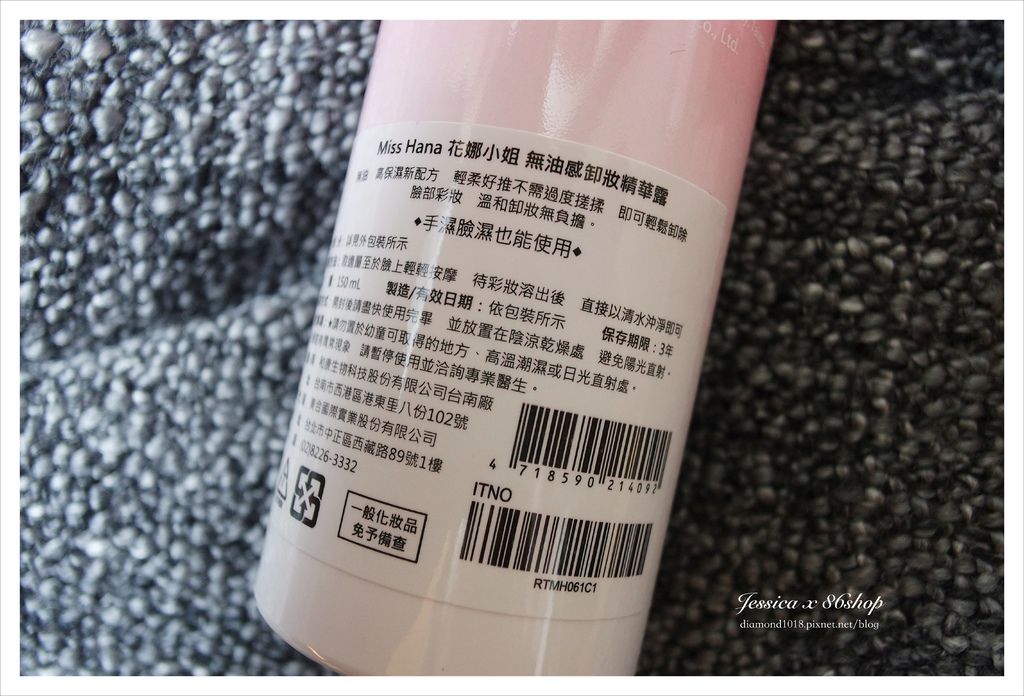 Co., Ltd.
Miss Hana 花娜小姐 無油感卸妝精華露
無油 高保濕新配方 輕柔好推不需過度搓揉 即可輕鬆卸除
臉部彩妝 溫和卸妝無負擔。
◆手濕臉濕也能使用◆
詳見外包裝所示
取適量至於臉上輕輕按摩 待彩妝溶出後 直接以清水沖淨即可
150 mL 製造/有效日期：依包裝所示 保存期限：3年
開封後請盡快使用完畢 並放置在陰涼乾燥處 避免陽光直射。
◆請勿置於幼童可取得的地方、高溫潮濕或日光直射處。
異常現象 請暫停使用並洽詢專業醫生。
生物科技股份有限公司台南廠
台南市西港區港東里八份102號
合國際實業股份有限公司
台北市中正區西藏路89號1樓
(02)8226-3332
4 718590 214092
ITNO
一般化妝品
免予備查
RTMH061C1
Jessica x 86shop
diamond1018.pixnet.net/blog